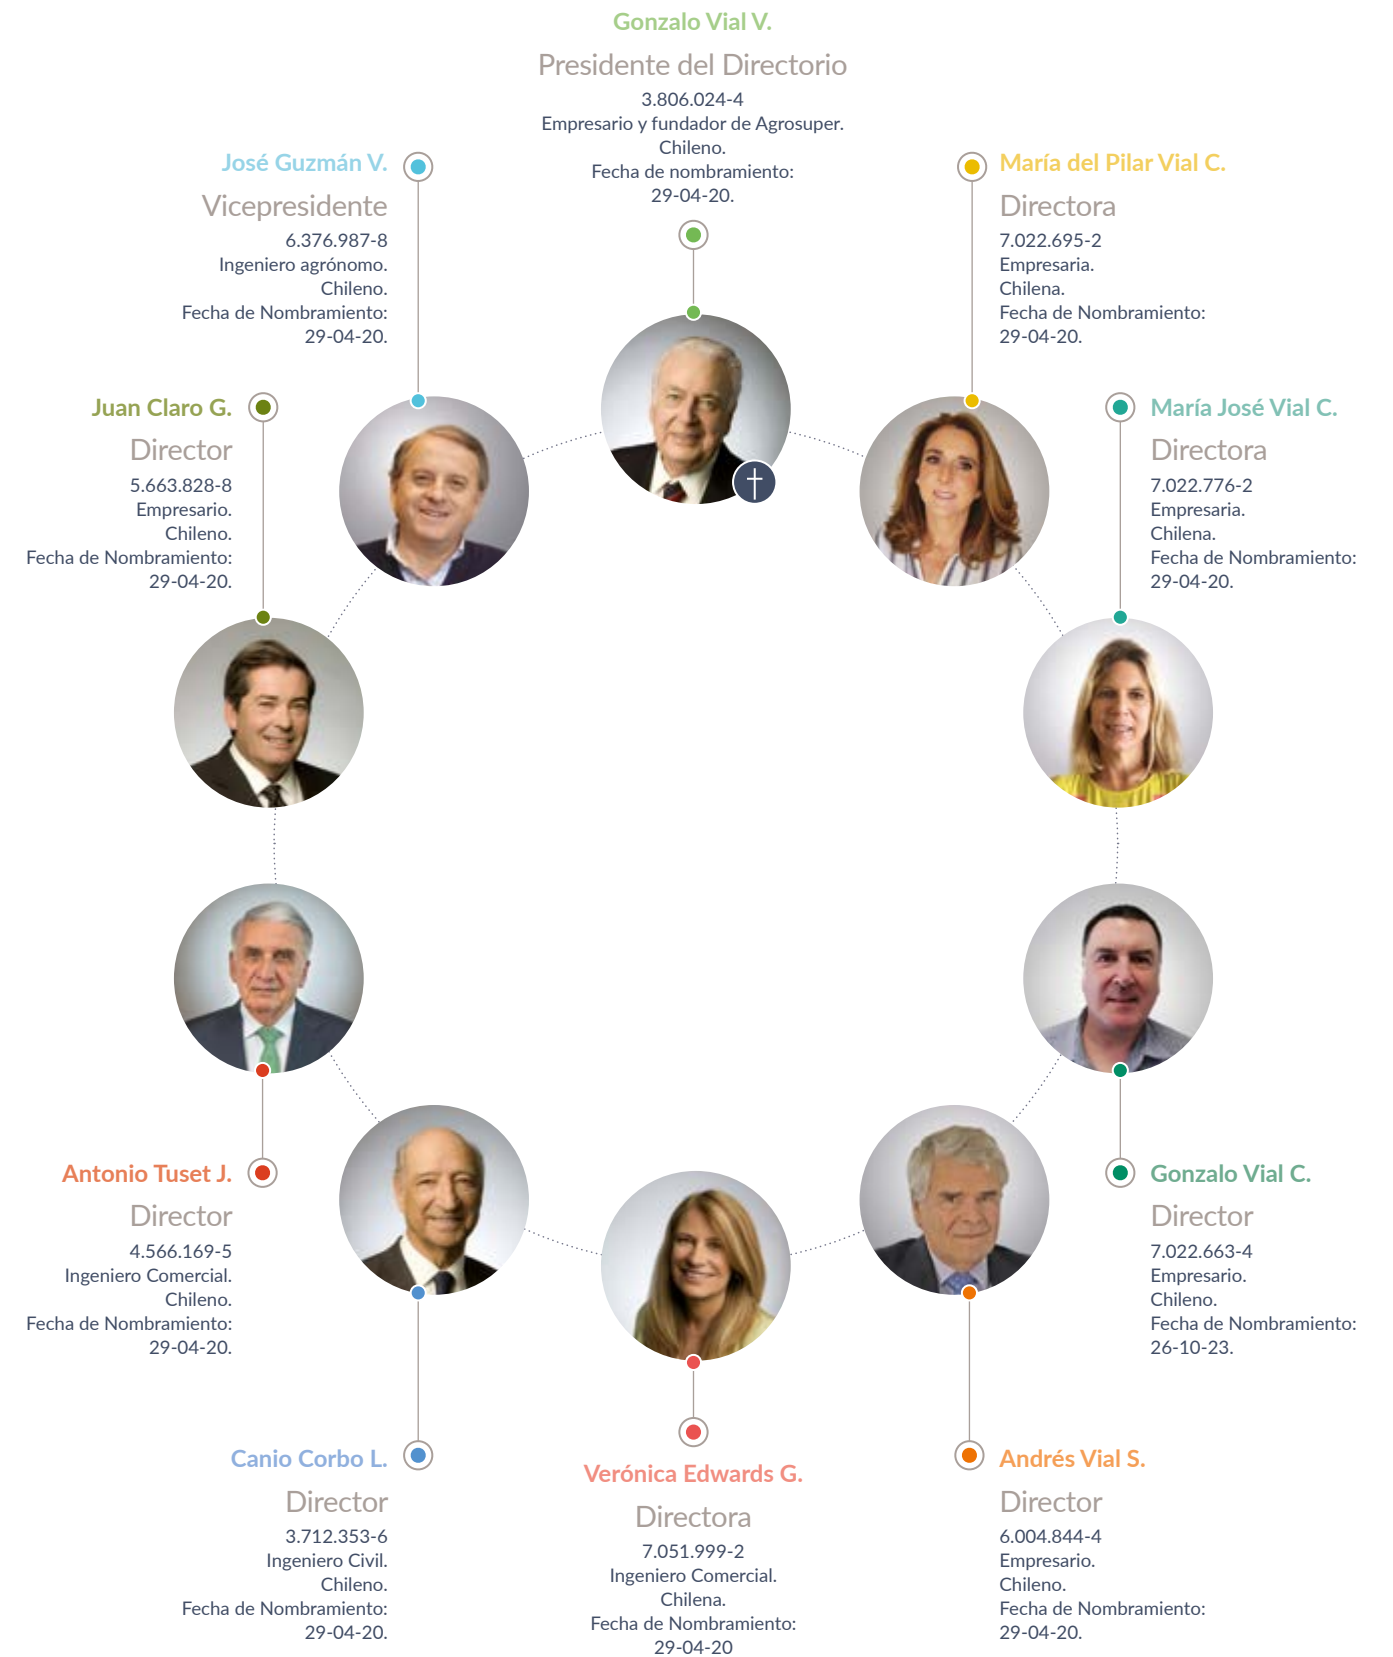 Gonzalo Vial V.
Presidente del Directorio
3.806.024-4
Empresario y fundador de Agrosuper.
Chileno.
Fecha de nombramiento:
29-04-20.
José Guzmán V.
Vicepresidente
6.376.987-8
Ingeniero agrónomo.
Chileno.
Fecha de Nombramiento:
29-04-20.
María del Pilar Vial C.
Directora
7.022.695-2
Empresaria.
Chilena.
Fecha de Nombramiento:
29-04-20.
Juan Claro G.
Director
5.663.828-8
Empresario.
Chileno.
Fecha de Nombramiento:
29-04-20.
María José Vial C.
Directora
7.022.776-2
Empresaria.
Chilena.
Fecha de Nombramiento:
29-04-20.
Antonio Tuset J.
Director
4.566.169-5
Ingeniero Comercial.
Chileno.
Fecha de Nombramiento:
29-04-20.
Gonzalo Vial C.
Director
7.022.663-4
Empresario.
Chileno.
Fecha de Nombramiento:
26-10-23.
Canio Corbo L.
Director
3.712.353-6
Ingeniero Civil.
Chileno.
Fecha de Nombramiento:
29-04-20.
Verónica Edwards G.
Directora
7.051.999-2
Ingeniero Comercial.
Chilena.
Fecha de Nombramiento:
29-04-20
Andrés Vial S.
Director
6.004.844-4
Empresario.
Chileno.
Fecha de Nombramiento:
29-04-20.